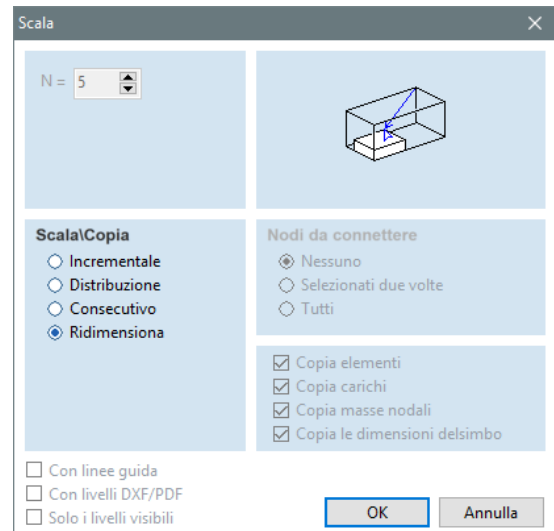 Scala
N = 5
Scala\Copia
Incrementale
Distribuzione
Consecutivo
Ridimensiona
Nodi da connettere
Nessuno
Selezionati due volte
Tutti
Copia elementi
Copia carichi
Copia masse nodali
Copia le dimensioni delsimbo
Con linee guida
Con livelli DXF/PDF
Solo i livelli visibili
OK
Annulla